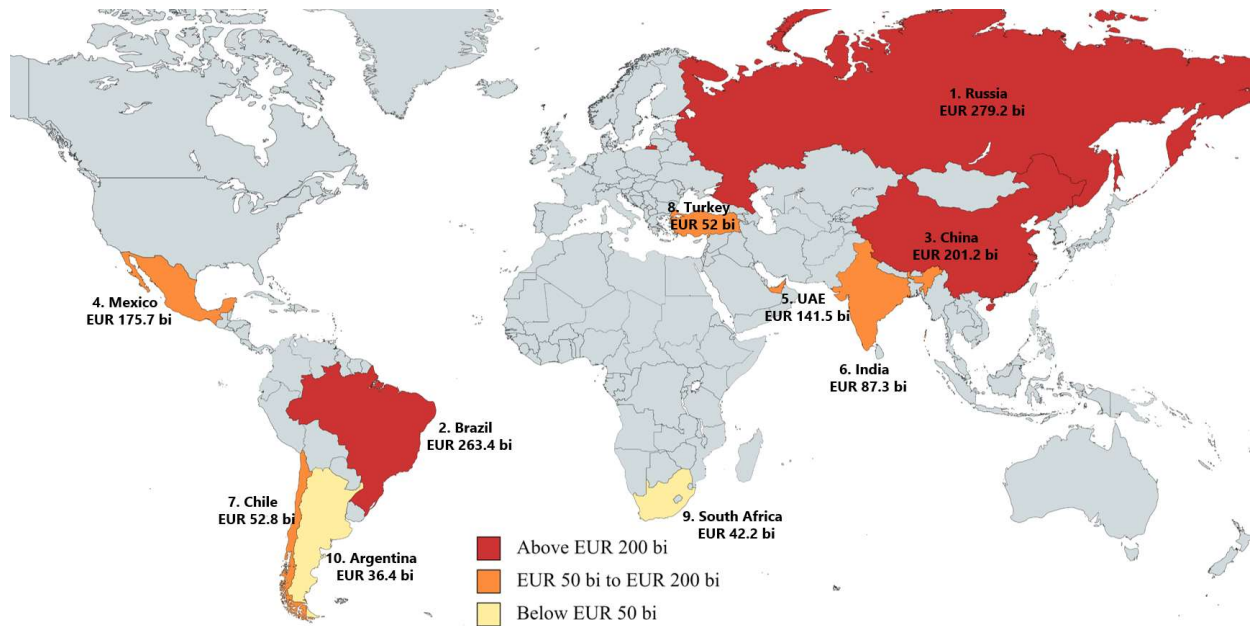 1. Russia
EUR 279.2 bi
8. Turkey
EUR 52 bi
3. China
EUR 201.2 bi
4. Mexico
EUR 175.7 bi
5. UAE
EUR 141.5 bi
6. India
EUR 87.3 bi
2. Brazil
EUR 263.4 bi
7. Chile
EUR 52.8 bi
9. South Africa
EUR 42.2 bi
10. Argentina
EUR 36.4 bi
Above EUR 200 bi
EUR 50 bi to EUR 200 bi
Below EUR 50 bi